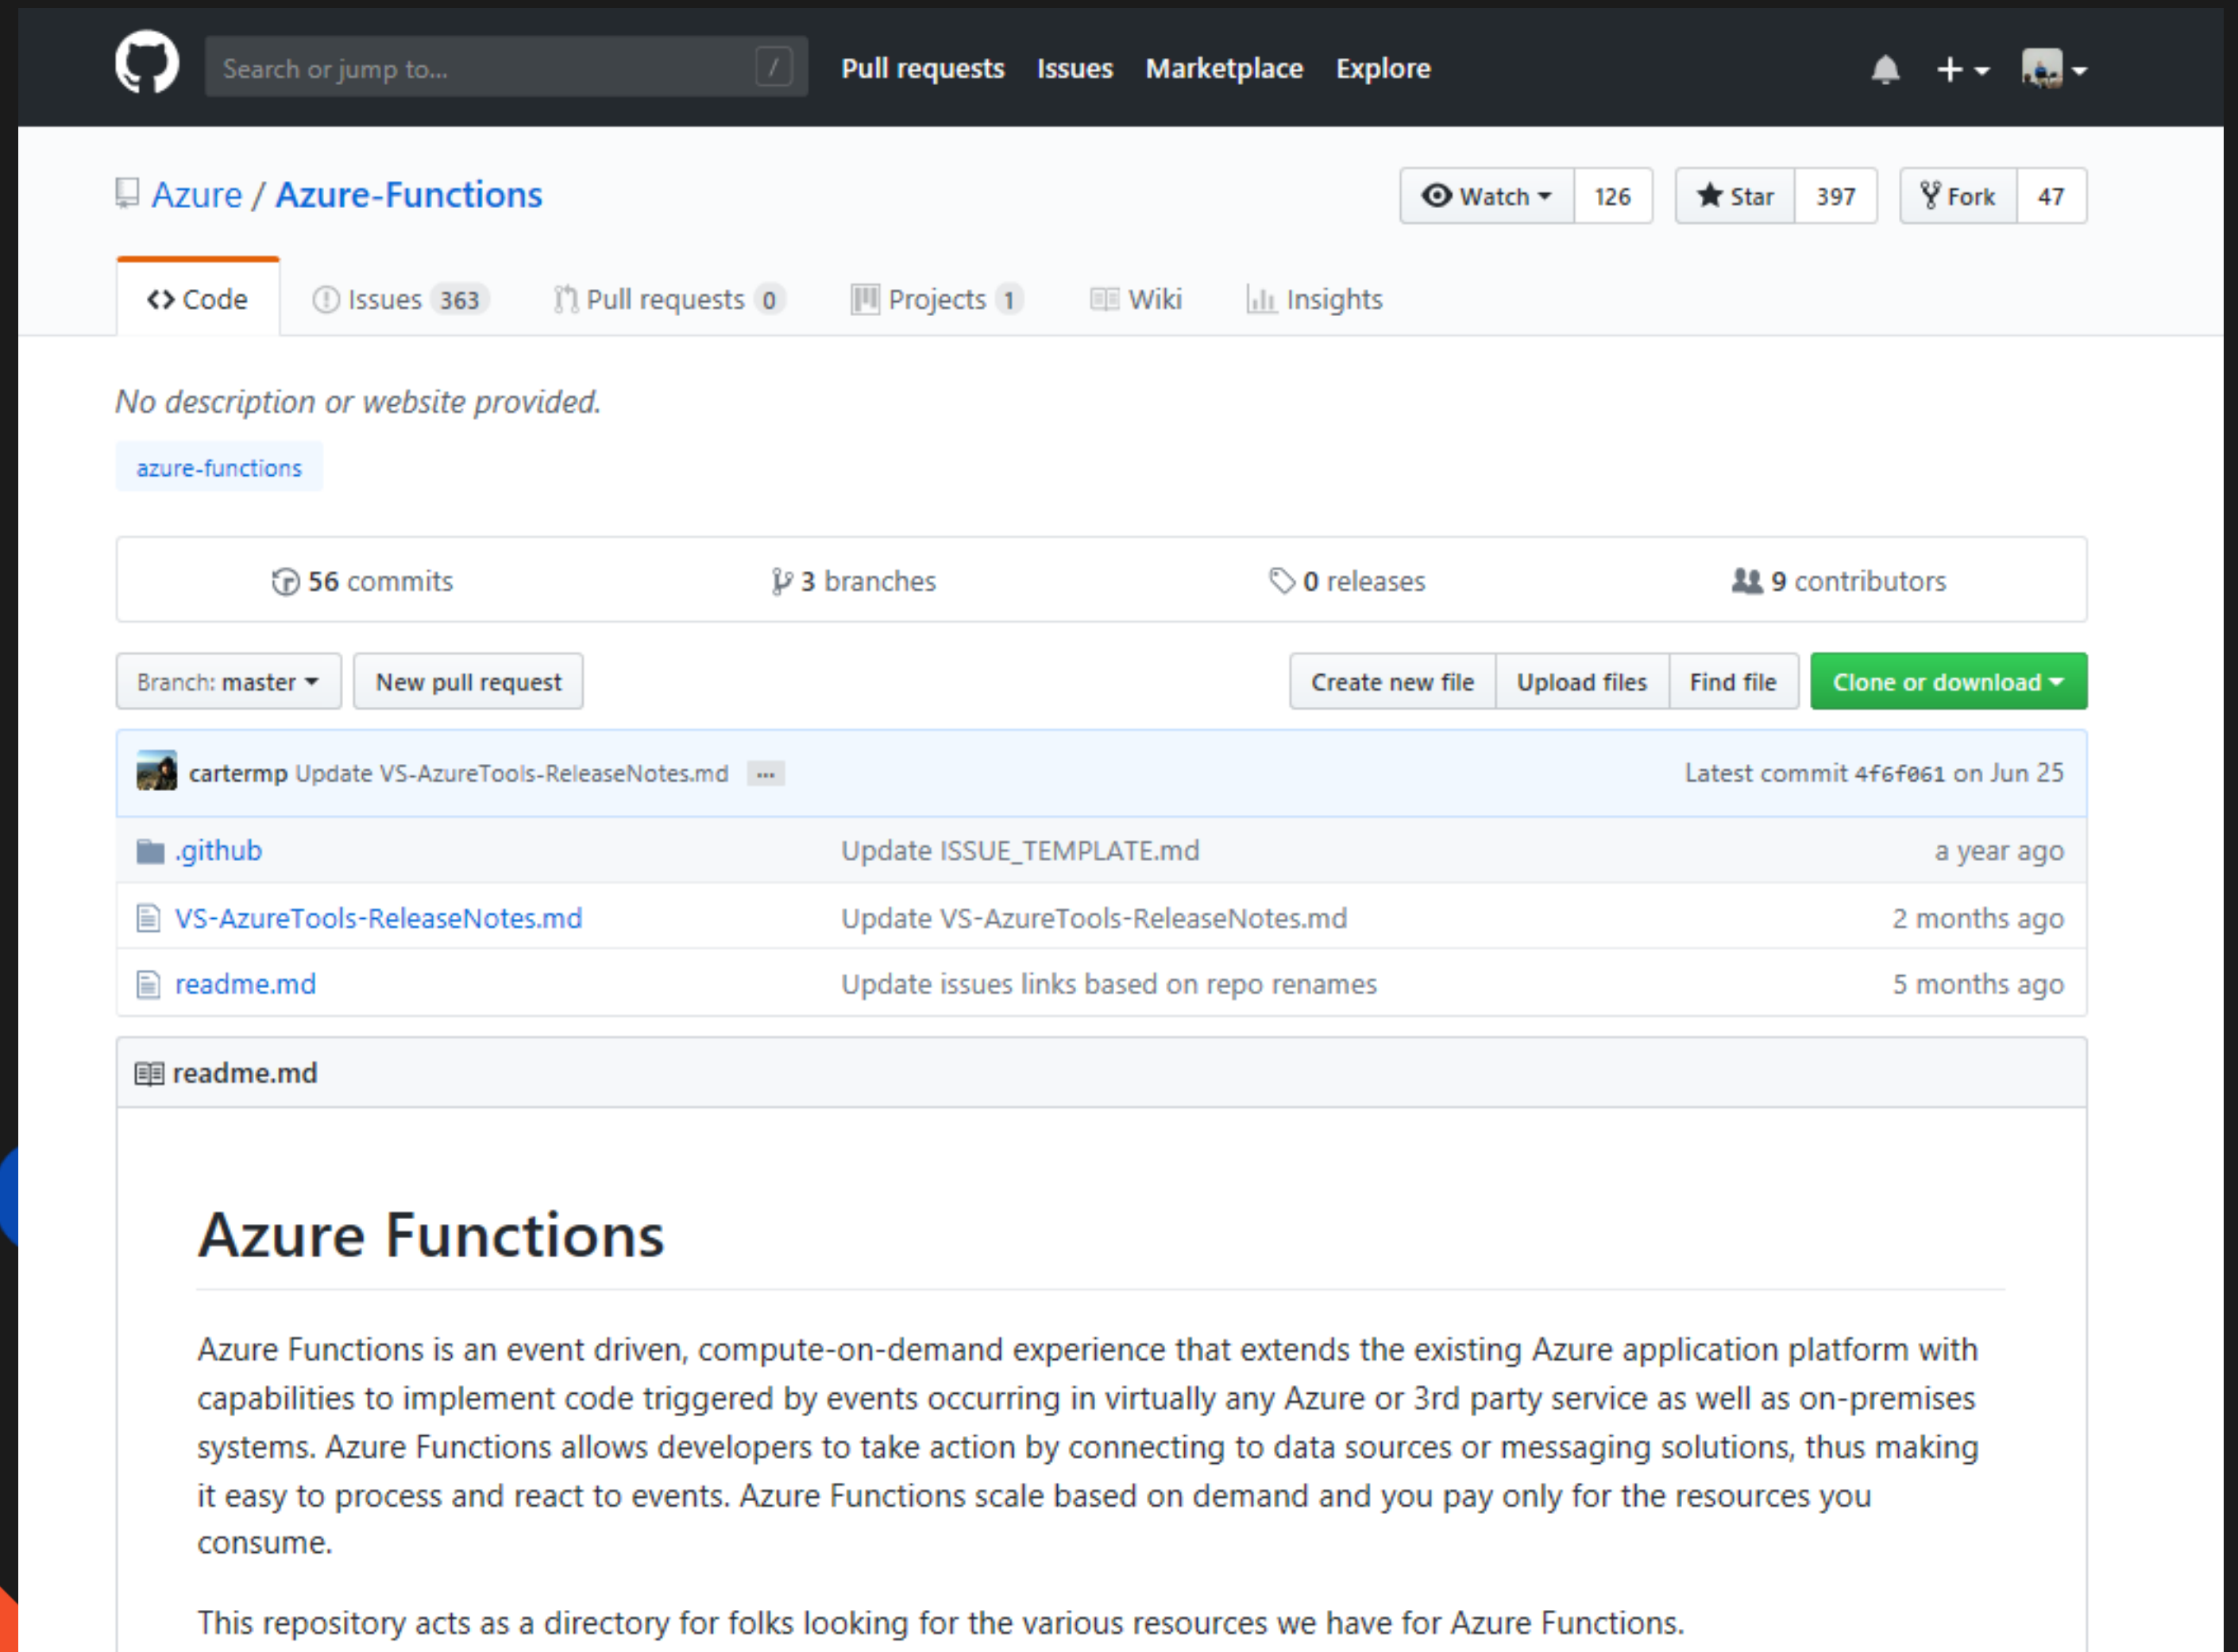 Search or jump to... / Pull requests Issues Marketplace Explore
Azure / Azure-Functions Watch 126 Star 397 Fork 47
Code Issues 363 Pull requests 0 Projects 1 Wiki Insights
No description or website provided.
azure-functions
56 commits 3 branches 0 releases 9 contributors
Branch: master New pull request Create new file Upload files Find file Clone or download
cartermp Update VS-AzureTools-ReleaseNotes.md ... Latest commit 4f6f061 on Jun 25
.github Update ISSUE_TEMPLATE.md a year ago
VS-AzureTools-ReleaseNotes.md Update VS-AzureTools-ReleaseNotes.md 2 months ago
readme.md Update issues links based on repo renames 5 months ago
readme.md
Azure Functions
Azure Functions is an event driven, compute-on-demand experience that extends the existing Azure application platform with
capabilities to implement code triggered by events occurring in virtually any Azure or 3rd party service as well as on-premises
systems. Azure Functions allows developers to take action by connecting to data sources or messaging solutions, thus making
it easy to process and react to events. Azure Functions scale based on demand and you pay only for the resources you
consume.
This repository acts as a directory for folks looking for the various resources we have for Azure Functions.